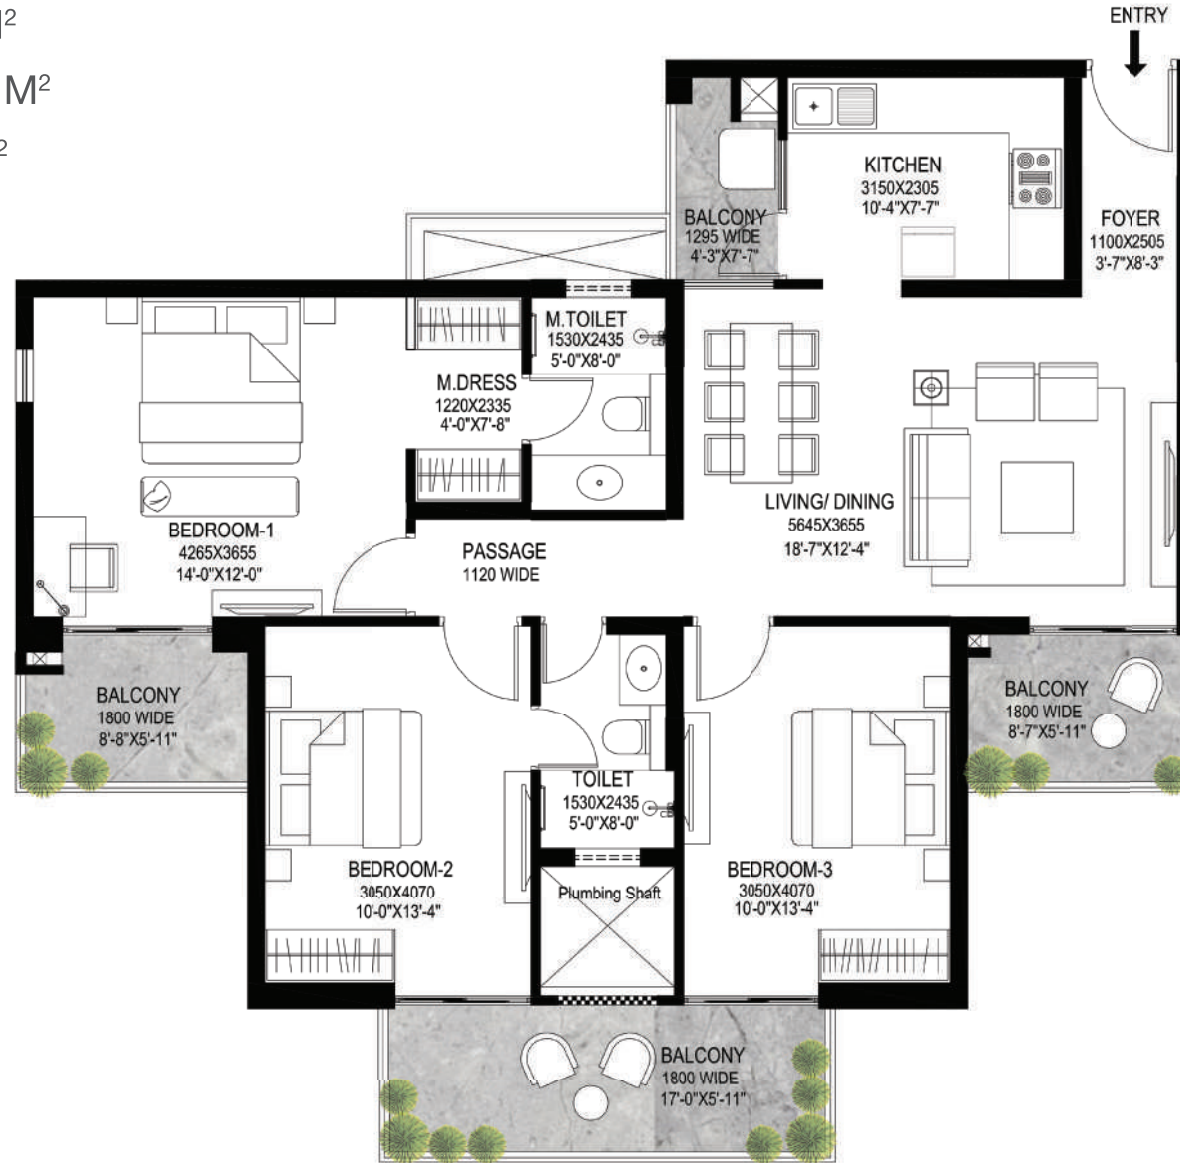 M²
ENTRY
KITCHEN
3150X2305
10'-4"X7'-7"
BALCONY
1295 WIDE
4'-3"X7'-7"
FOYER
1100X2505
3'-7"X8'-3"
M.TOILET
1530X2435
5'-0"X8'-0"
M.DRESS
1220X2335
4'-0"X7'-8"
BEDROOM-1
4265X3655
14'-0"X12'-0"
PASSAGE
1120 WIDE
LIVING/ DINING
5645X3655
18'-7"X12'-4"
BALCONY
1800 WIDE
8'-8"X5'-11"
BALCONY
1800 WIDE
8'-7"X5'-11"
TOILET
1530X2435
5'-0"X8'-0"
BEDROOM-2
3050X4070
10'-0"X13'-4"
Plumbing Shaft
BEDROOM-3
3050X4070
10'-0"X13'-4"
BALCONY
1800 WIDE
17'-0"X5'-11"